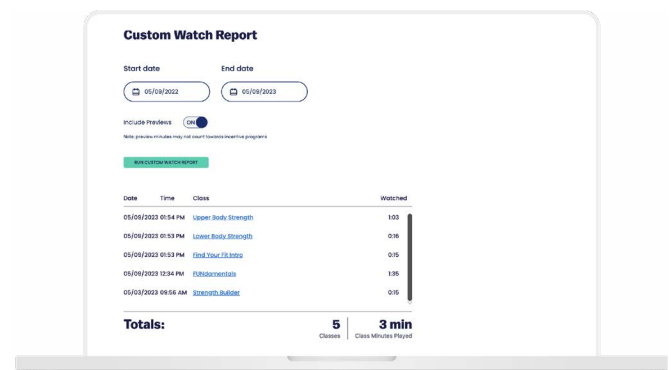 Custom Watch Report
Start date End date
05/09/2022 05/09/2023
Include Previews ON
Note: preview minutes may not count towards incentive programs
RUN CUSTOM WATCH REPORT
Date Time Class Watched
05/09/2023 01:54 PM Upper Body Strength 1:03
05/09/2023 01:53 PM Lower Body Strength 0:16
05/09/2023 01:53 PM Find Your Fit Intro 0:15
05/09/2023 12:34 PM FUNdamentals 1:35
05/03/2023 09:56 AM Strength Builder 0:15
Totals: 5 3 min
Classes Class Minutes Played